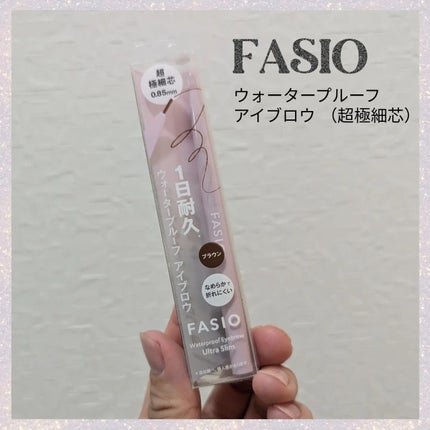 FASIO
ウォータープルーフ
アイブロウ （超極細芯）
超
極細芯
0.85mm
1日耐久*
ウォータープルーフ アイブロウ
FASIO
ブラウン
なめらかで
折れにくい
FASIO
Waterproof Eyebrow
Ultra Slim